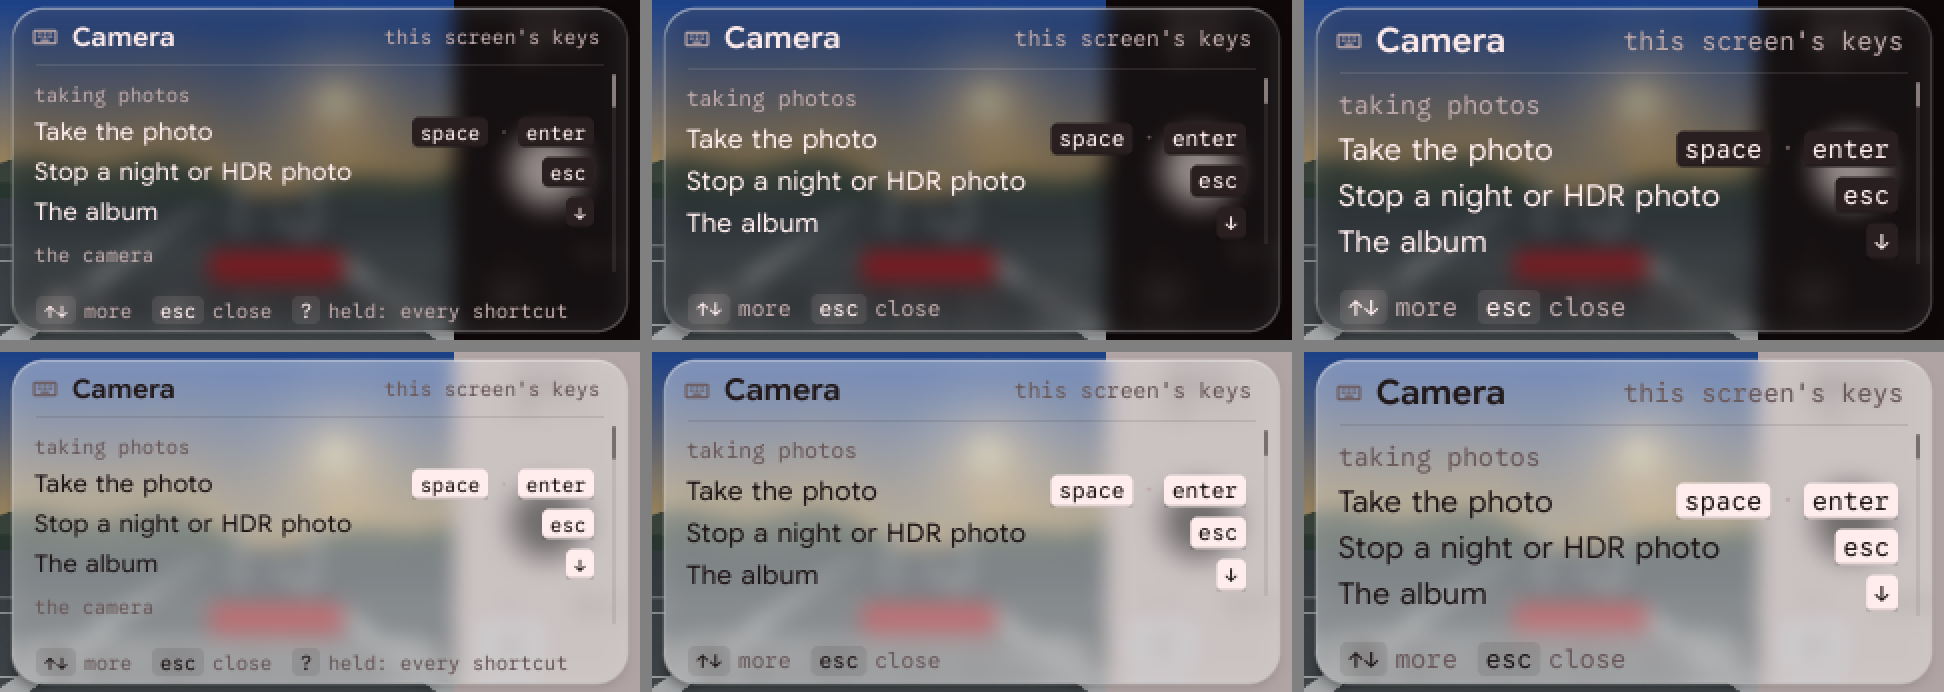 Camera this screen's keys
taking photos
Take the photo space · enter
Stop a night or HDR photo esc
The album ↓
the camera
↑↓ more esc close ? held: every shortcut
Camera this screen's keys
taking photos
Take the photo space · enter
Stop a night or HDR photo esc
The album ↓
↑↓ more esc close
Camera this screen's keys
taking photos
Take the photo space · enter
Stop a night or HDR photo esc
The album ↓
↑↓ more esc close
Camera this screen's keys
taking photos
Take the photo space · enter
Stop a night or HDR photo esc
The album ↓
the camera
↑↓ more esc close ? held: every shortcut
Camera this screen's keys
taking photos
Take the photo space · enter
Stop a night or HDR photo esc
The album ↓
↑↓ more esc close
Camera this screen's keys
taking photos
Take the photo space · enter
Stop a night or HDR photo esc
The album ↓
↑↓ more esc close